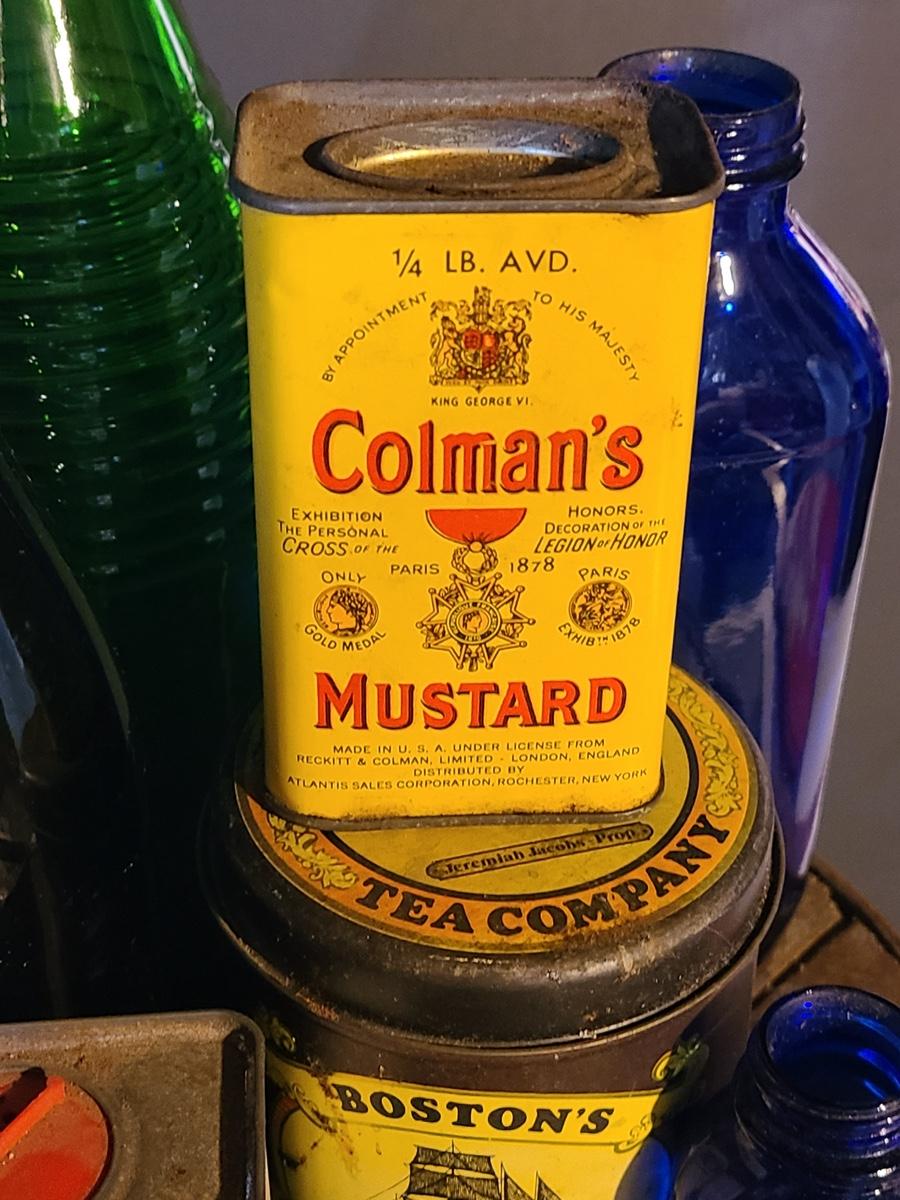 1/4 LB. AVD.
BY APPOINTMENT TO HIS MAJESTY
KING GEORGE VI.
Colman's
EXHIBITION HONORS.
THE PERSONAL DECORATION OF THE
CROSS OF THE LEGION OF HONOR
PARIS 1878
ONLY GOLD MEDAL
PARIS EXHIBTN 1878
MUSTARD
MADE IN U. S. A. UNDER LICENSE FROM
RECKITT & COLMAN, LIMITED - LONDON, ENGLAND
DISTRIBUTED BY
ATLANTIS SALES CORPORATION, ROCHESTER, NEW YORK
Jeremiah Jacobs Prop.
TEA COMPANY
BOSTON'S